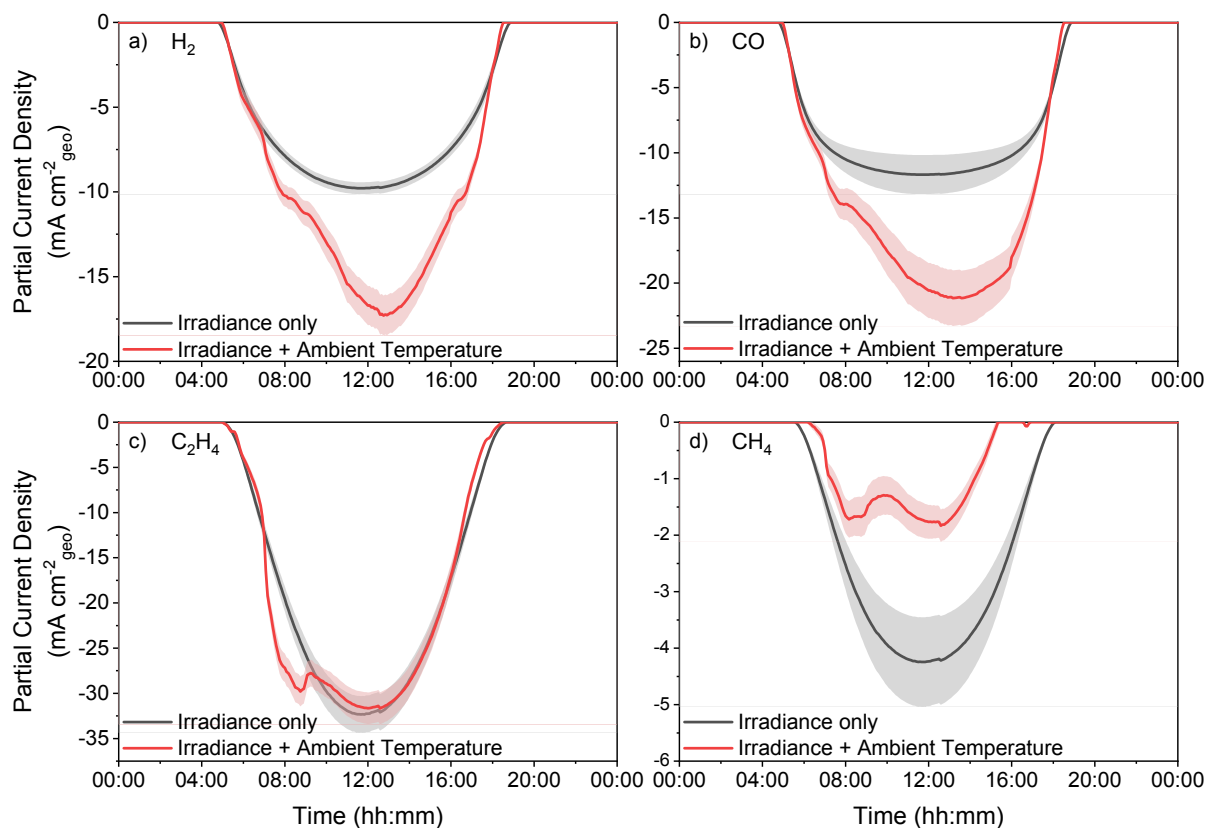 a) H₂
0
-5
-10
-15
-20
Irradiance only
Irradiance + Ambient Temperature
00:00 04:00 08:00 12:00 16:00 20:00 00:00
Partial Current Density
(mA cm⁻² geo)
b) CO
0
-5
-10
-15
-20
-25
Irradiance only
Irradiance + Ambient Temperature
00:00 04:00 08:00 12:00 16:00 20:00 00:00
c) C₂H₄
0
-5
-10
-15
-20
-25
-30
-35
Irradiance only
Irradiance + Ambient Temperature
00:00 04:00 08:00 12:00 16:00 20:00 00:00
Time (hh:mm)
Partial Current Density
(mA cm⁻² geo)
d) CH₄
0
-1
-2
-3
-4
-5
-6
Irradiance only
Irradiance + Ambient Temperature
00:00 04:00 08:00 12:00 16:00 20:00 00:00
Time (hh:mm)